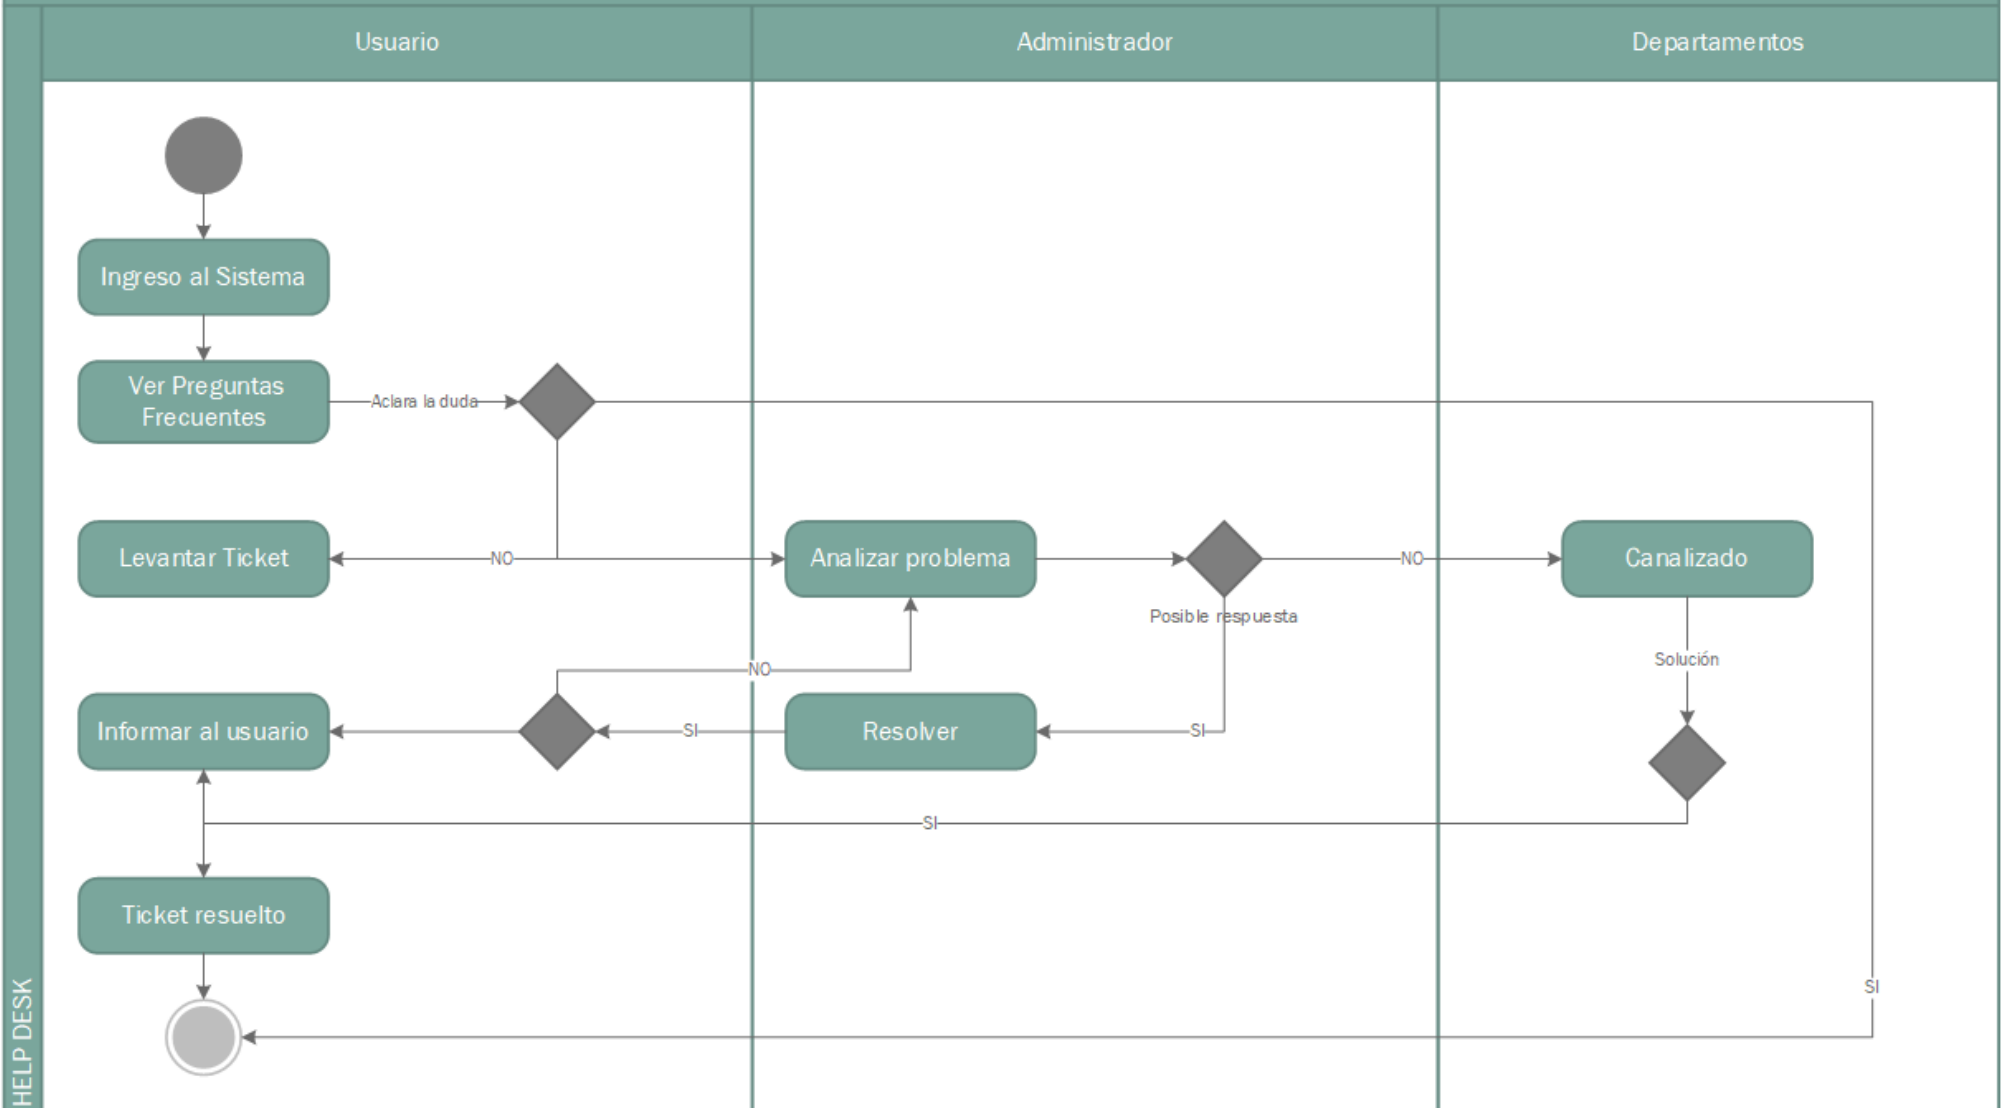 Usuario
Administrador
Departamentos
Ingreso al Sistema
Ver Preguntas
Frecuentes
Aclara la duda
Levantar Ticket
NO
Analizar problema
NO
Canalizado
Posible respuesta
Solución
NO
Informar al usuario
SI
Resolver
SI
SI
Ticket resuelto
SI
HELP DESK